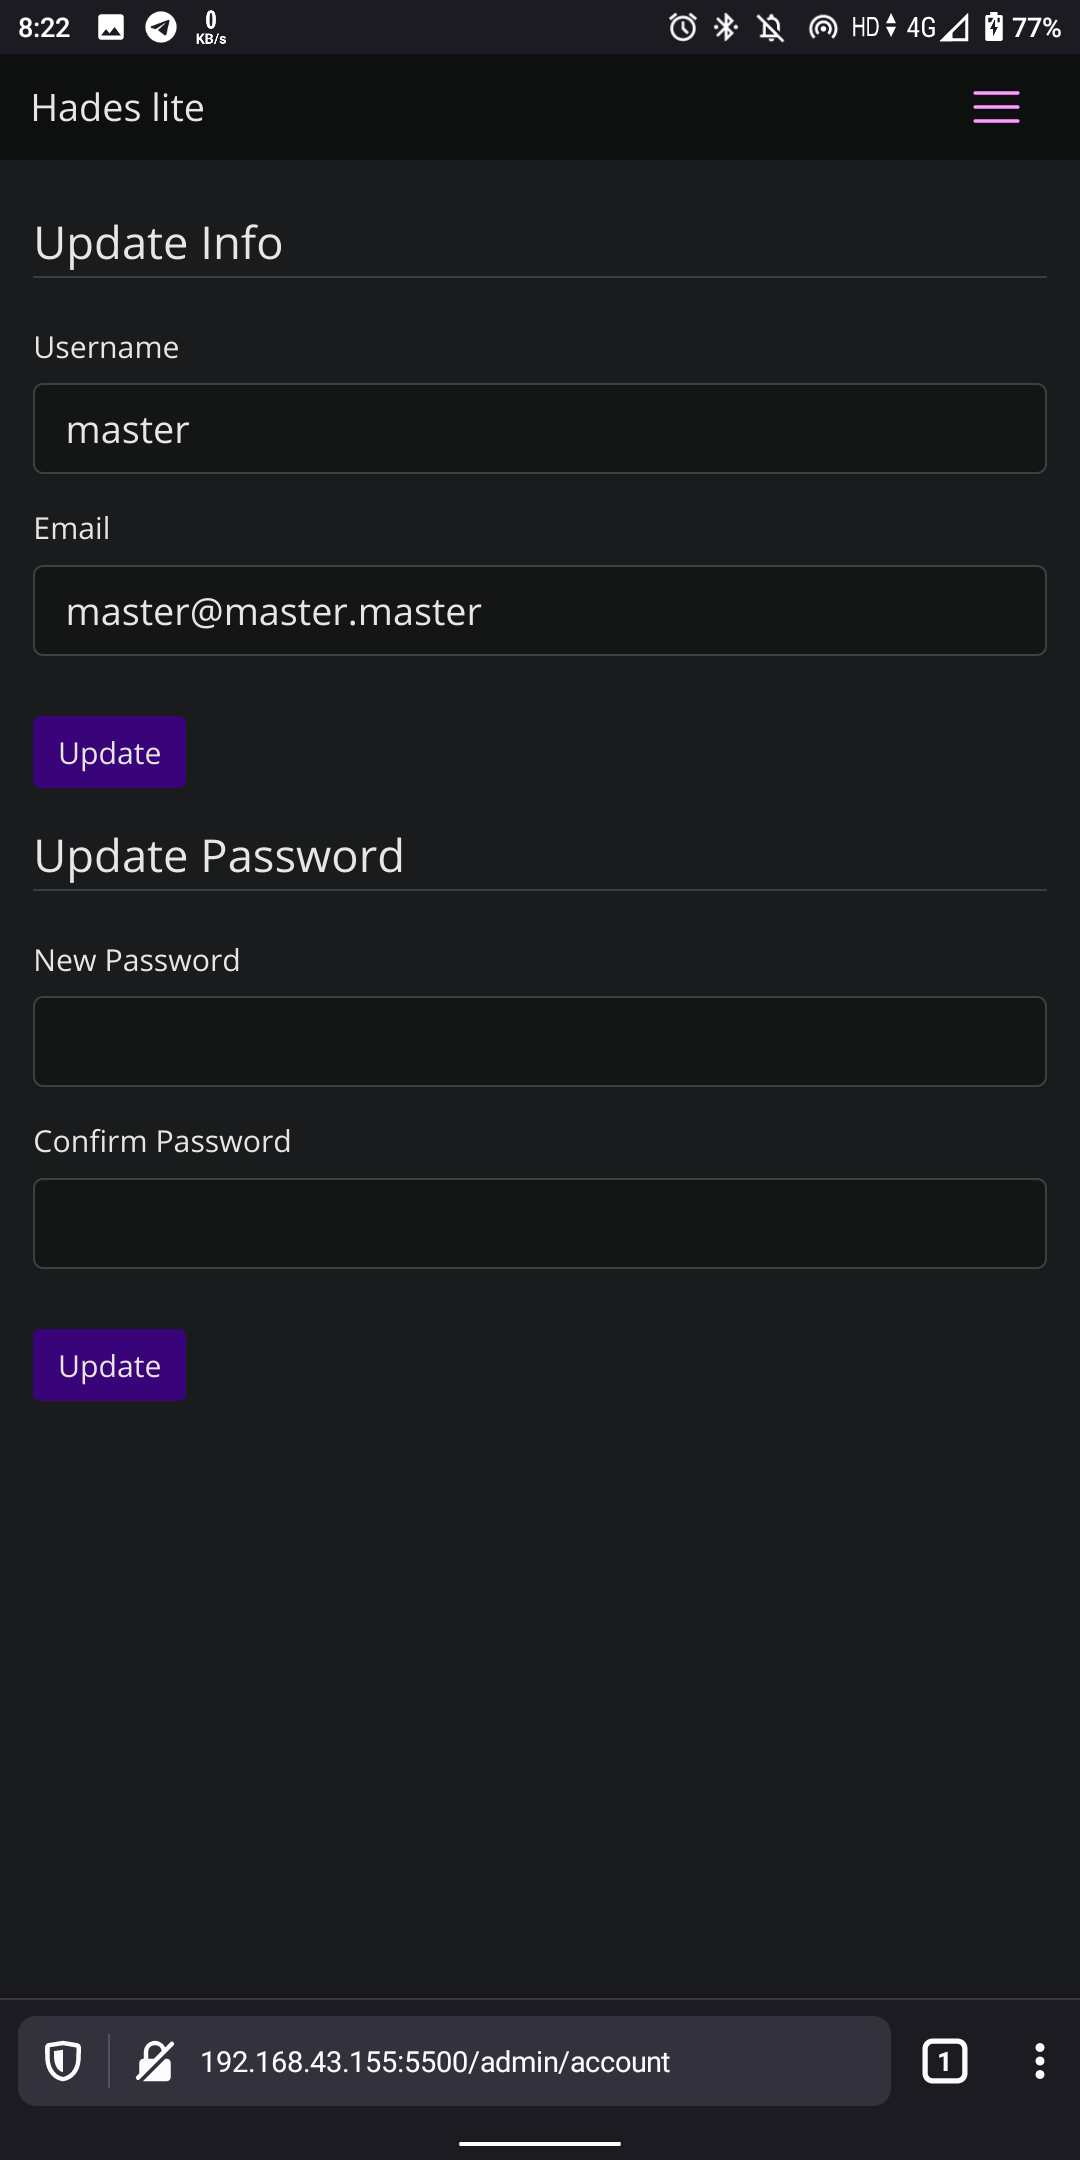 8:22 0 KB/s HD 4G 77%
Hades lite
Update Info
Username
master
Email
master@master.master
Update
Update Password
New Password
Confirm Password
Update
192.168.43.155:5500/admin/account 1